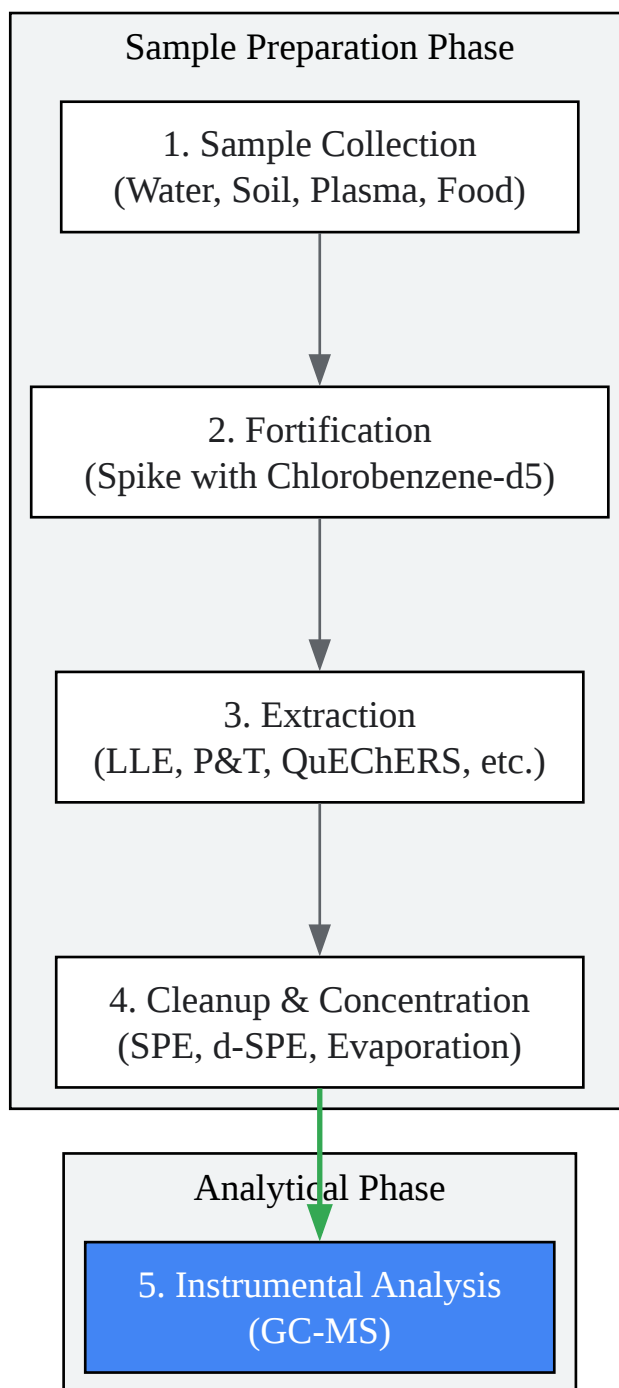 Sample Preparation Phase
1. Sample Collection
(Water, Soil, Plasma, Food)
2. Fortification
(Spike with Chlorobenzene-d5)
3. Extraction
(LLE, P&T, QuEChERS, etc.)
4. Cleanup & Concentration
(SPE, d-SPE, Evaporation)
Analytical Phase
5. Instrumental Analysis
(GC-MS)